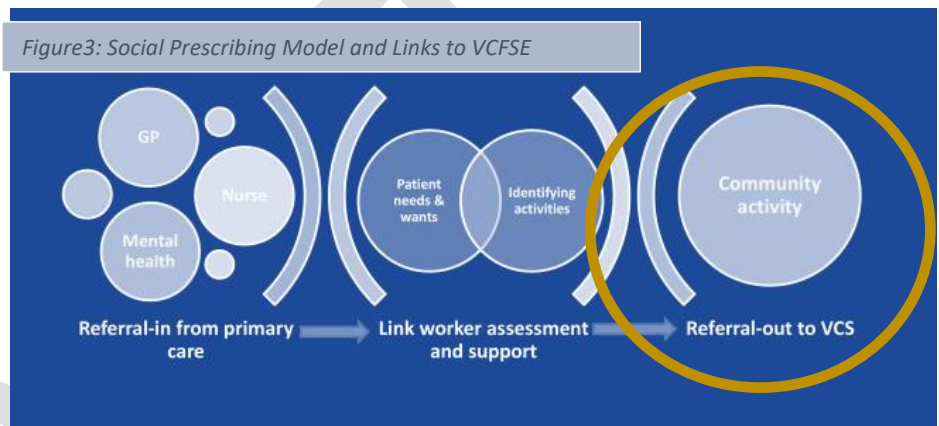 Figure3: Social Prescribing Model and Links to VCFSE
GP
Nurse
Mental
health
Patient
needs &
wants
Identifying
activities
Community
activity
Referral-in from primary
care
Link worker assessment
and support
Referral-out to VCS